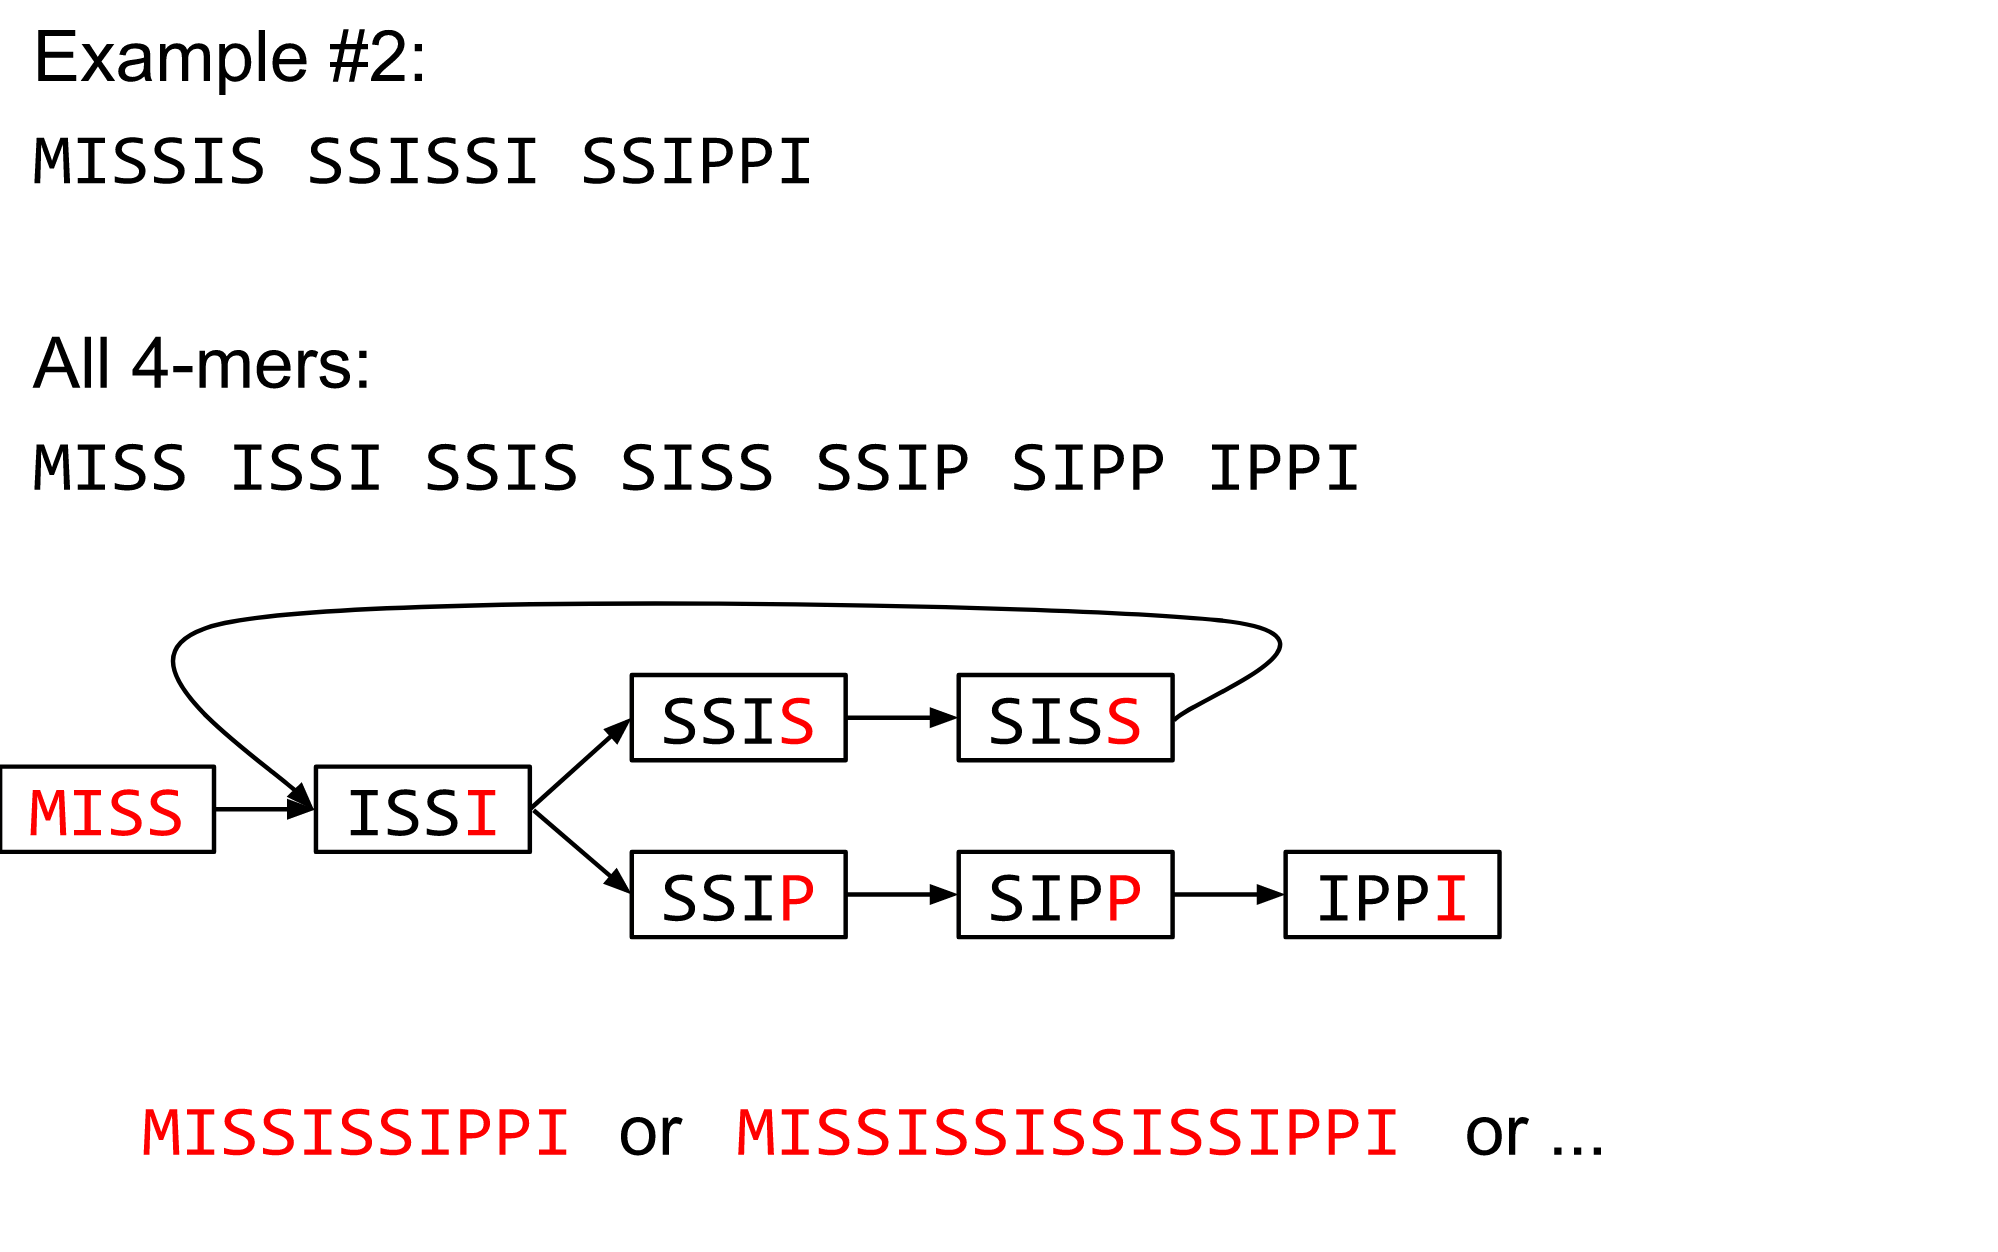 Example #2:
MISSIS SSISSI SSIPPI
All 4-mers:
MISS ISSI SSIS SISS SSIP SIPP IPPI
SSIS SISS
MISS ISSI
SSIP SIPP IPPI
MISSISSIPPI or MISSISSISSISSIPPI or ...